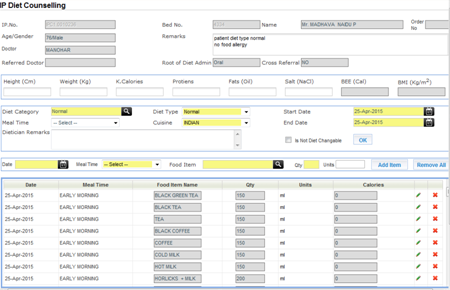 IP Diet Counselling
IP.No. Bed No. Name Mr. MADHAVA NAIDU P Order No
Age/Gender 76/Male Remarks patient diet type normal
no food allergy
Doctor MANOHAR
Referred Doctor Root of Diet Admin Oral Cross Referral NO
Height (Cm) Weight (Kg) K.Calories Protiens Fats (Oil) Salt (NaCl) BEE (Cal) BMI (Kg/m²)
Diet Category Normal Diet Type Normal Start Date 25-Apr-2015
Meal Time -- Select -- Cuisine INDIAN End Date 25-Apr-2015
Dietician Remarks Is Not Diet Changable OK
Date Meal Time -- Select -- Food Item Qty Units Add Item Remove All
Date Meal Time Food Item Name Qty Units Calories
25-Apr-2015 EARLY MORNING BLACK GREEN TEA 150 ml 0
25-Apr-2015 EARLY MORNING BLACK TEA 150 ml 0
25-Apr-2015 EARLY MORNING TEA 150 ml 0
25-Apr-2015 EARLY MORNING BLACK COFFEE 150 ml 0
25-Apr-2015 EARLY MORNING COFFEE 150 ml 0
25-Apr-2015 EARLY MORNING COLD MILK 150 ml 0
25-Apr-2015 EARLY MORNING HOT MILK 150 ml 0
25-Apr-2015 EARLY MORNING HORLICKS + MILK 200 ml 0